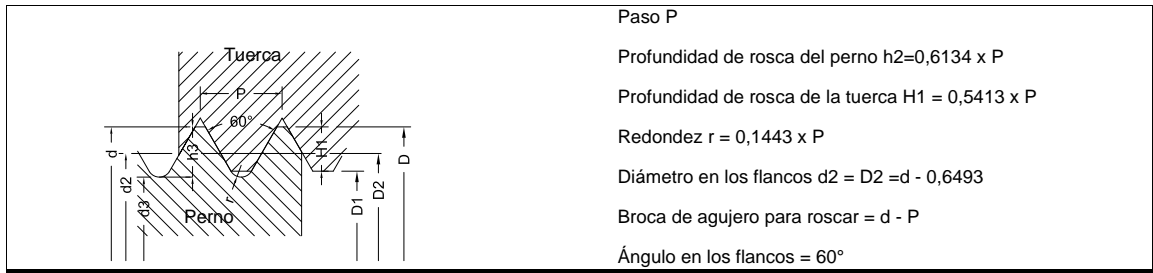 Tuerca
P
60°
d
d2
d3
h3
r
H1
D1
D2
D
Perno
Paso P
Profundidad de rosca del perno h2=0,6134 x P
Profundidad de rosca de la tuerca H1 = 0,5413 x P
Redondez r = 0,1443 x P
Diámetro en los flancos d2 = D2 =d - 0,6493
Broca de agujero para roscar = d - P
Ángulo en los flancos = 60°